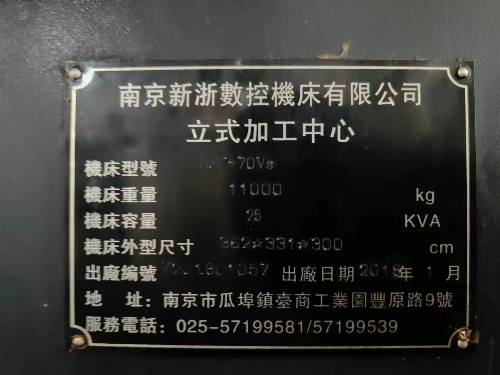 南京新浙數控機床有限公司
立式加工中心
機床型號 -70Vs
機床重量 11000 kg
機床容量 25 KVA
機床外型尺寸 362☆331☆300 cm
出廠編號 出廠日期 2018年 1 月
地 址: 南京市瓜埠鎮臺商工業園豐原路9號
服務電話: 025-57199581/57199539